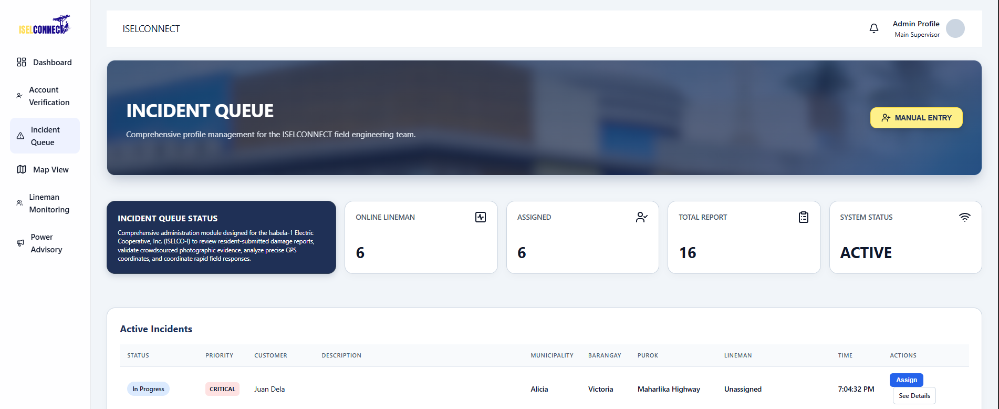 ISELCONNECT
Dashboard
Account
Verification
Incident
Queue
Map View
Lineman
Monitoring
Power
Advisory
ISELCONNECT
Admin Profile
Main Supervisor
INCIDENT QUEUE
Comprehensive profile management for the ISELCONNECT field engineering team.
MANUAL ENTRY
INCIDENT QUEUE STATUS
Comprehensive administration module designed for the Isabela-1 Electric
Cooperative, Inc. (ISELCO-I) to review resident-submitted damage reports,
validate crowdsourced photographic evidence, analyze precise GPS
coordinates, and coordinate rapid field responses.
ONLINE LINEMAN
6
ASSIGNED
6
TOTAL REPORT
16
SYSTEM STATUS
ACTIVE
Active Incidents
STATUS PRIORITY CUSTOMER DESCRIPTION MUNICIPALITY BARANGAY PUROK LINEMAN TIME ACTIONS
In Progress CRITICAL Juan Dela Alicia Victoria Maharlika Highway Unassigned 7:04:32 PM Assign
See Details